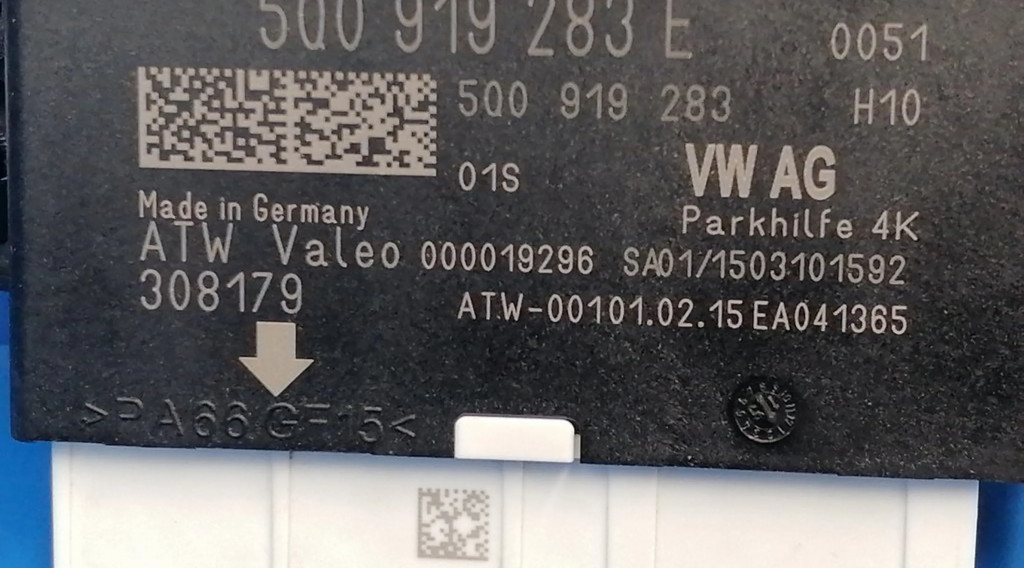 5Q0 919 283 E 0051
5Q0 919 283 H10
01S VW AG
Made in Germany Parkhilfe 4K
ATW Valeo 000019296 SA01/1503101592
308179 ATW-00101.02.15 EA041365
>PA66GF15<